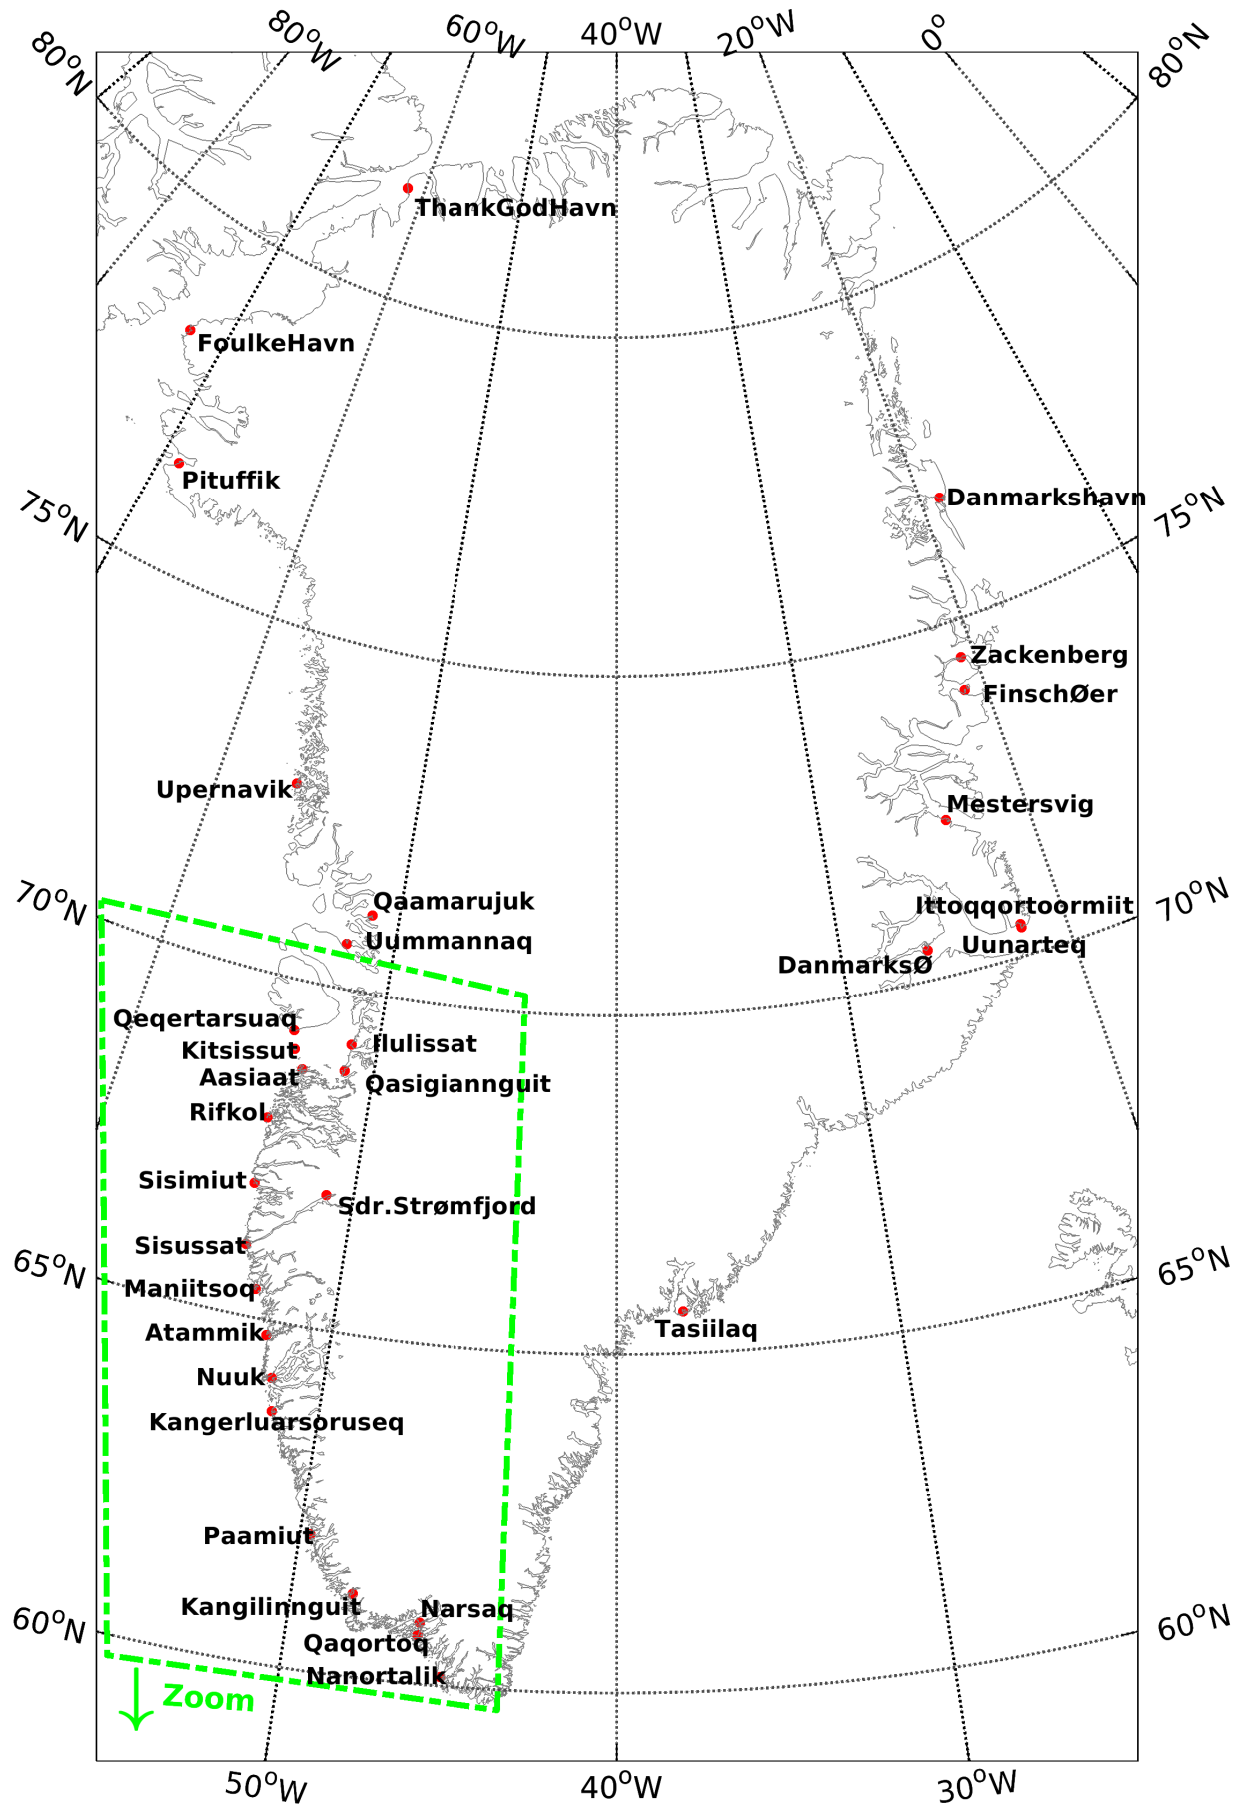 80°W
60°W
40°W
20°W
0°
80°N
80°N
ThankGodHavn
FoulkeHavn
Pituffik
75°N
Danmarkshavn
75°N
Zackenberg
FinschØer
Upernavik
Mestersvig
70°N
Qaamarujuk
Ittoqqortoormiit
70°N
Uummannaq
Uunarteq
DanmarksØ
Qeqertarsuaq
Kitsissut
Ilulissat
Aasiaat
Qasigiannguit
Rifkol
Sisimiut
Sdr.Strømfjord
Sisussat
65°N
65°N
Maniitsoq
Atammik
Tasiilaq
Nuuk
Kangerluarsoruseq
Paamiut
Kangilinnguit
Narsaq
60°N
60°N
Qaqortoq
Nanortalik
Zoom
50°W
40°W
30°W